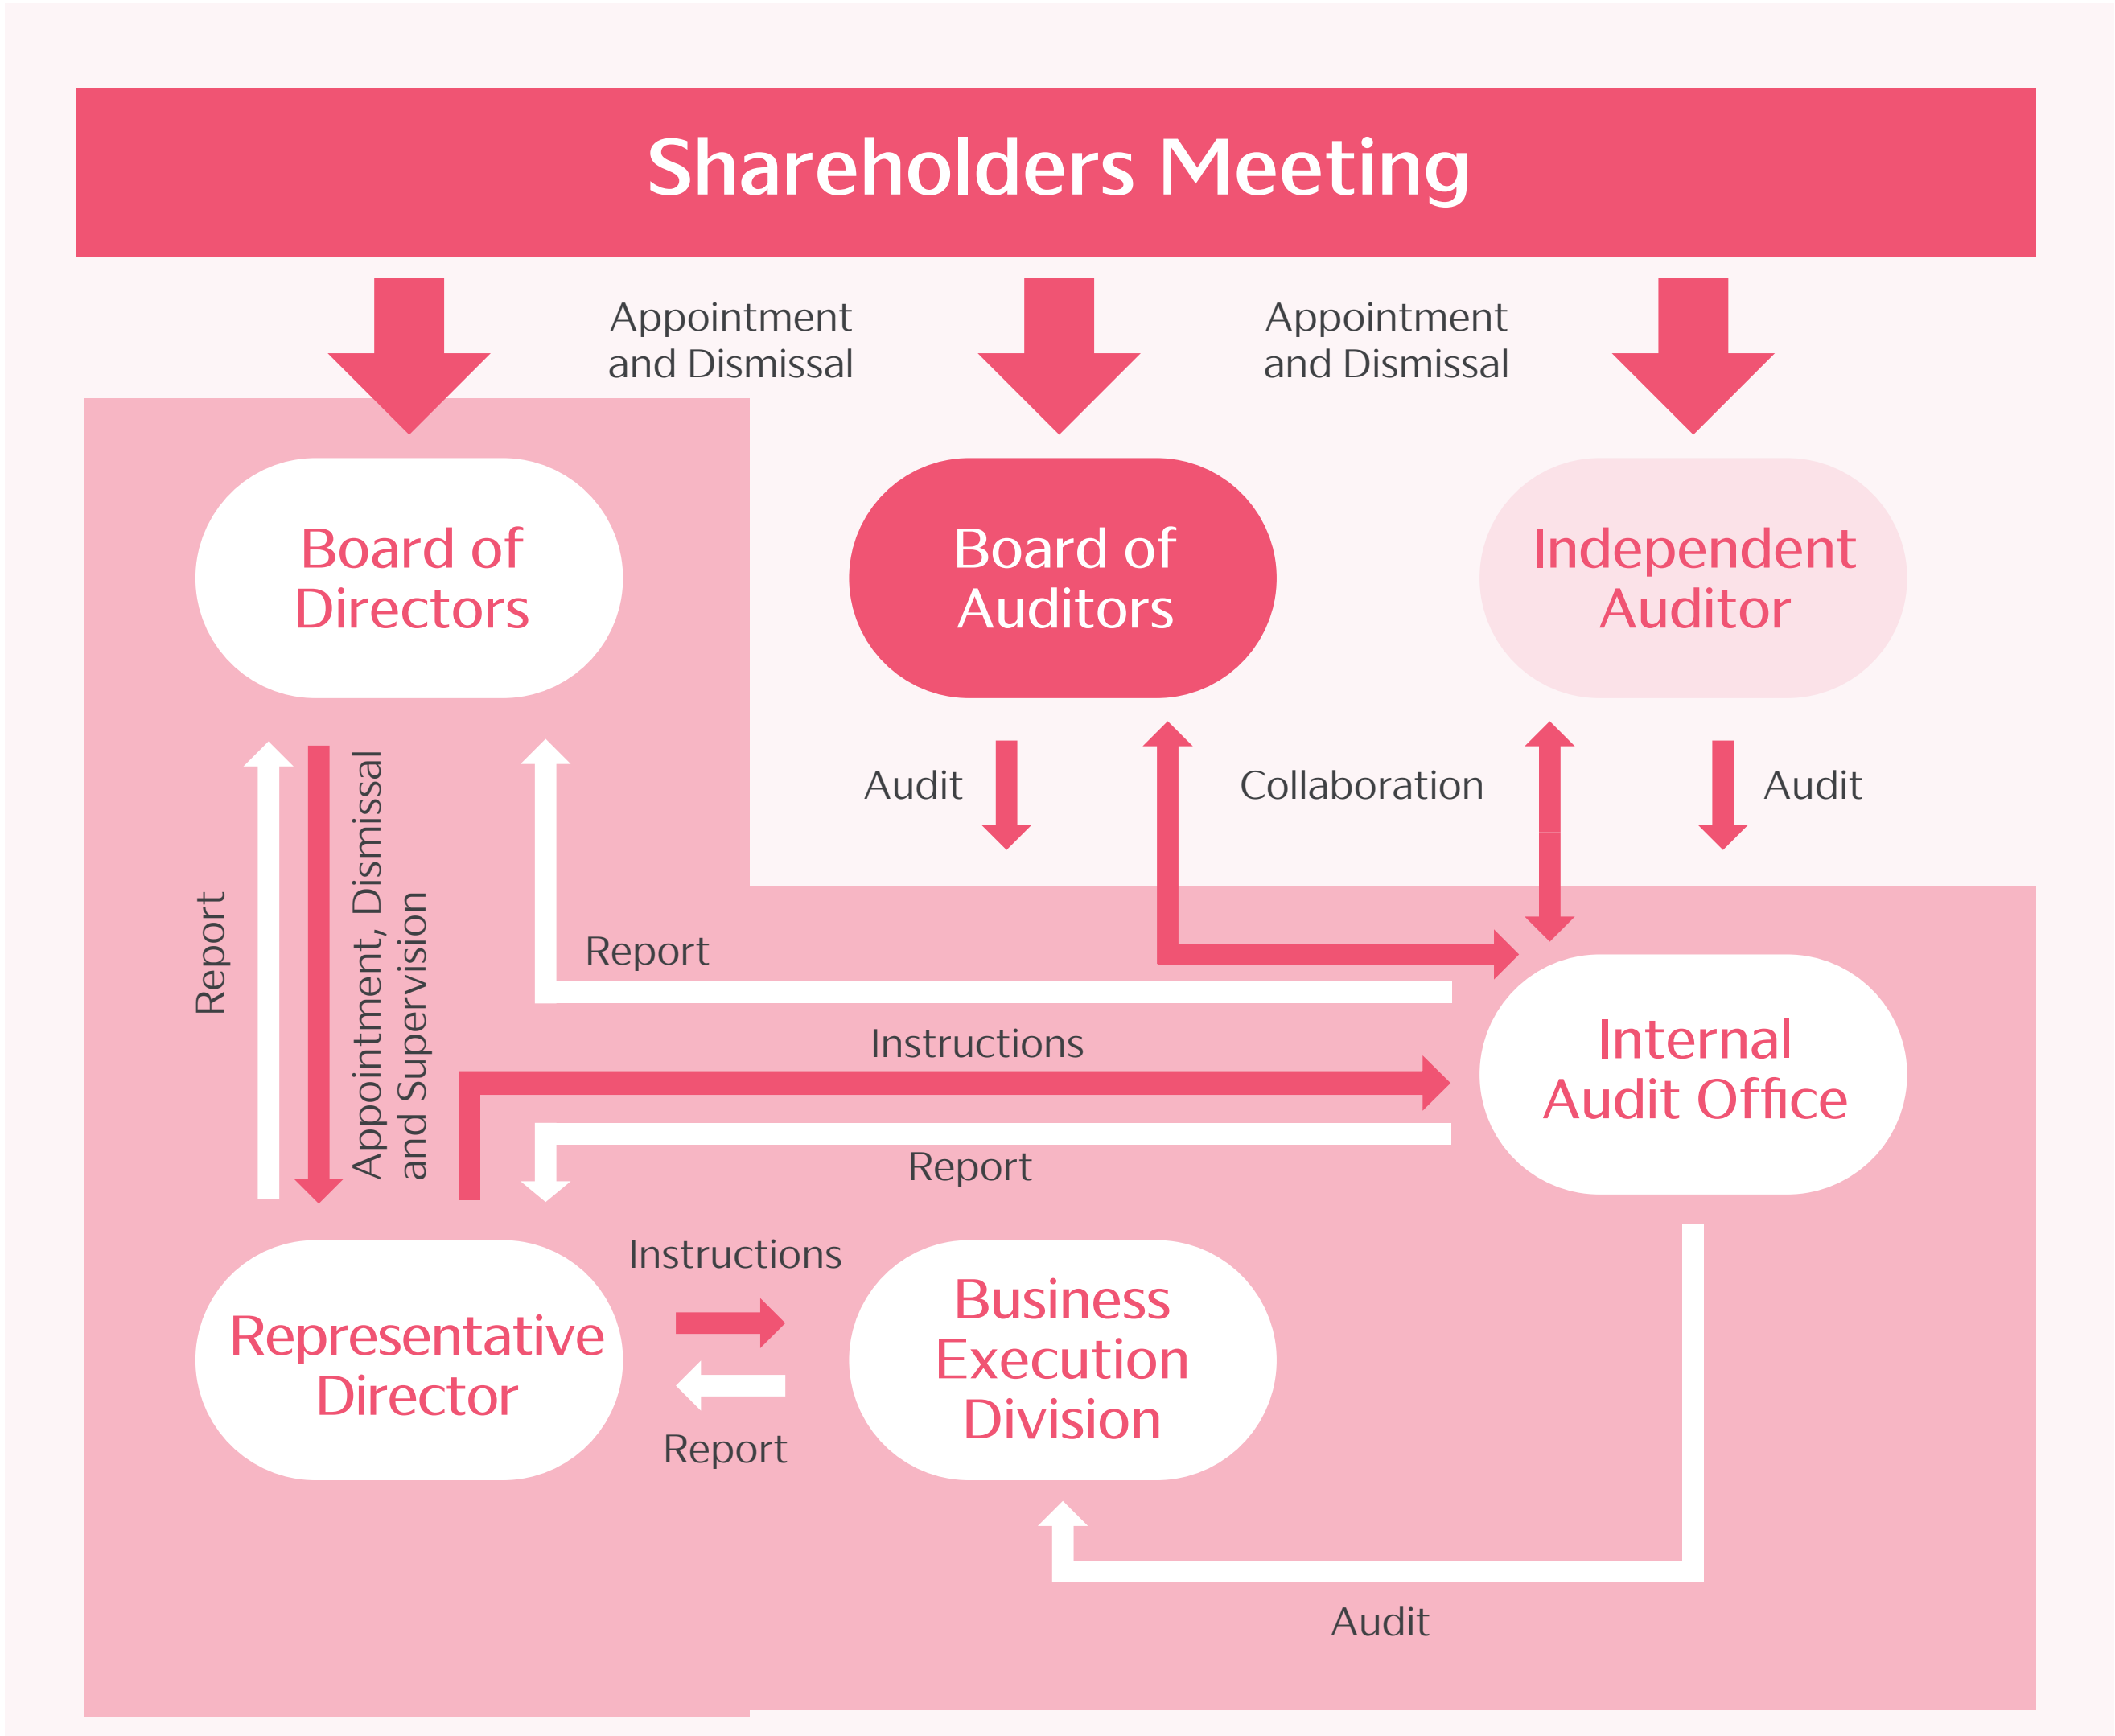 Shareholders Meeting
Appointment
and Dismissal
Appointment
and Dismissal
Board of
Directors
Board of
Auditors
Independent
Auditor
Audit
Collaboration
Audit
Report
Appointment, Dismissal
and Supervision
Report
Instructions
Report
Internal
Audit Office
Representative
Director
Instructions
Report
Business
Execution
Division
Audit